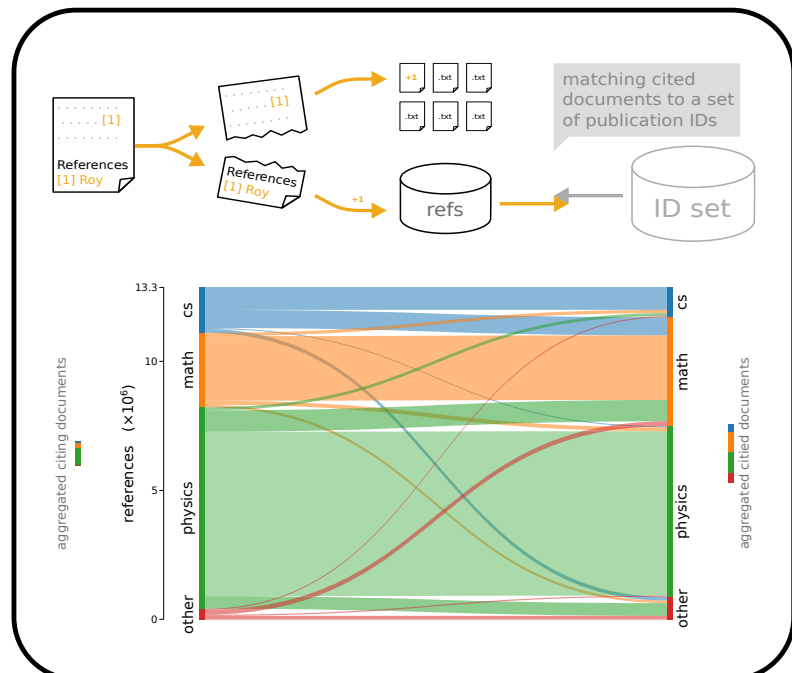 [1]
References
[1] Roy
[1]
References
[1] Roy
+1
.txt
.txt
.txt
.txt
.txt
+1
refs
matching cited
documents to a set
of publication IDs
ID set
13.3
10
5
0
references (×10⁶)
aggregated citing documents
cs
math
physics
other
cs
math
physics
other
aggregated citied documents